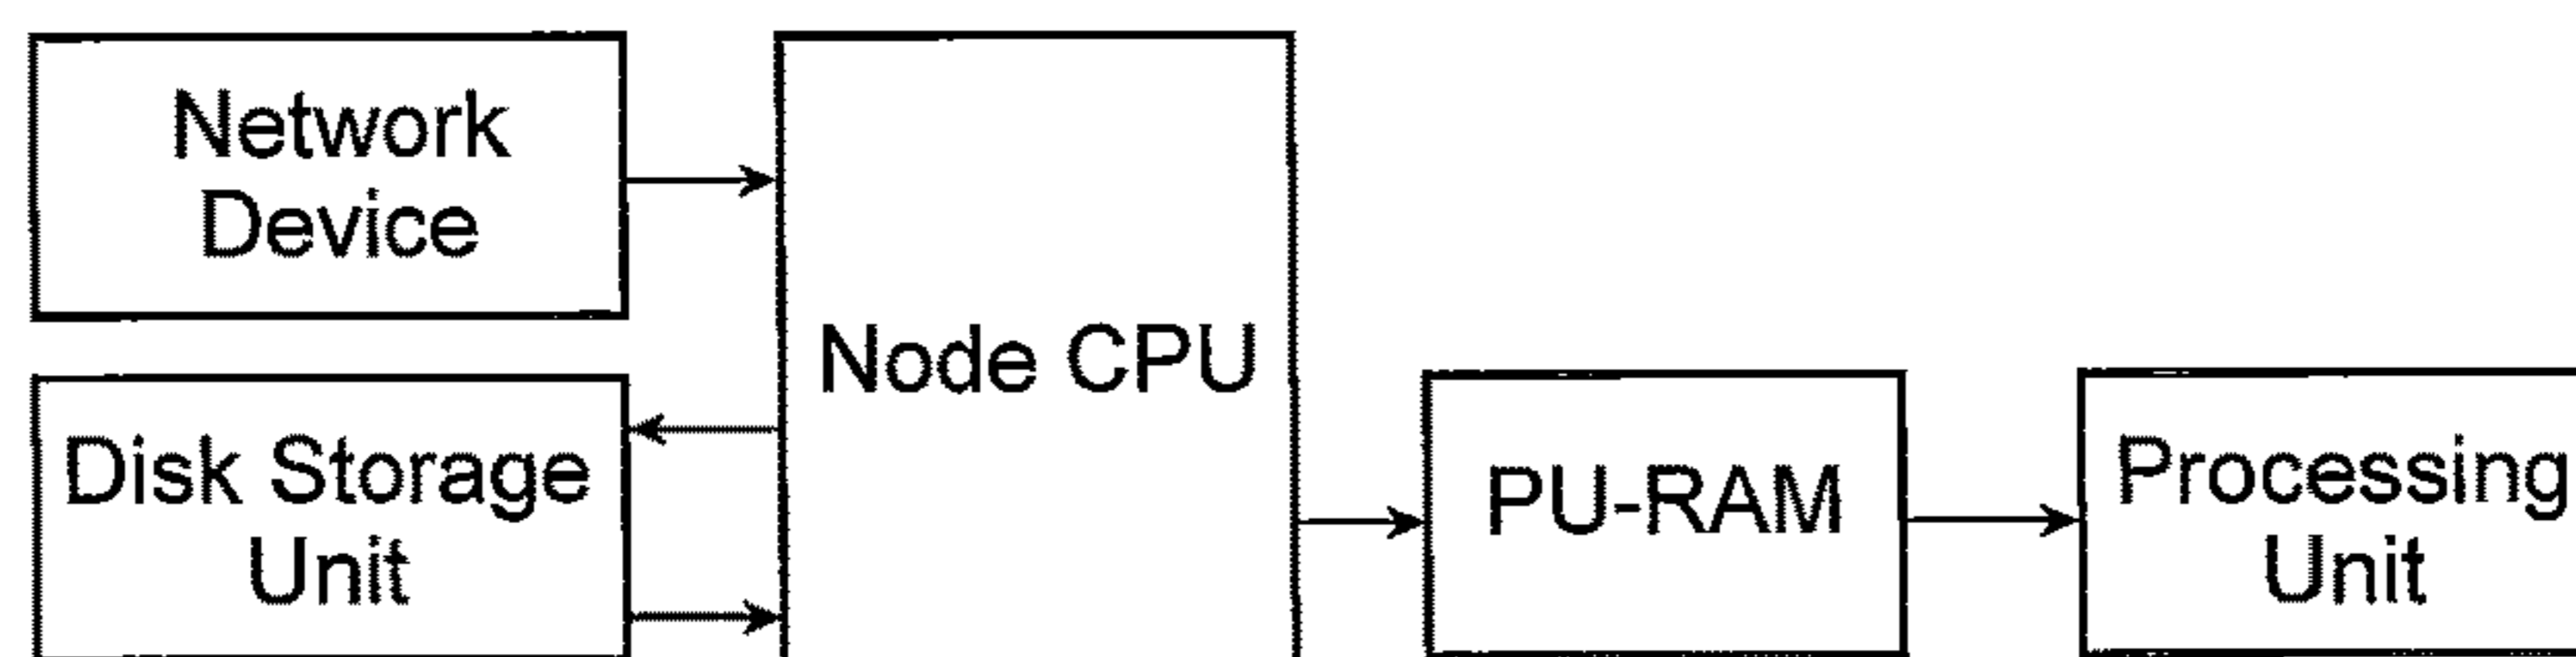 Network
Device
Node CPU
Disk Storage
Unit
PU-RAM
Processing
Unit